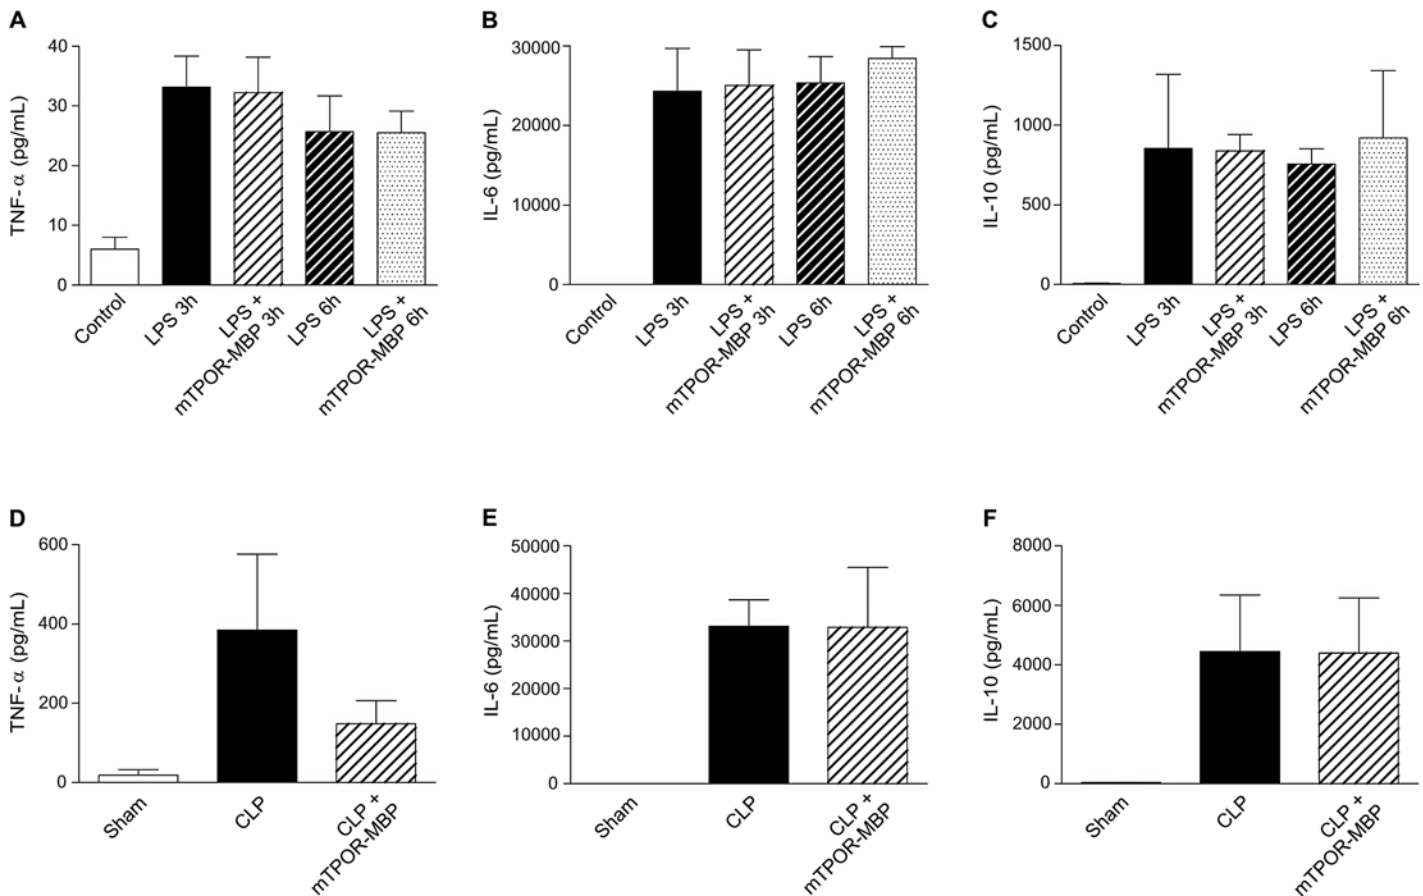 A
TNF-α (pg/mL)
40
30
20
10
0
Control
LPS 3h
LPS +
mTPOR-MBP 3h
LPS 6h
LPS +
mTPOR-MBP 6h
B
IL-6 (pg/mL)
30000
20000
10000
0
Control
LPS 3h
LPS +
mTPOR-MBP 3h
LPS 6h
LPS +
mTPOR-MBP 6h
C
IL-10 (pg/mL)
1500
1000
500
0
Control
LPS 3h
LPS +
mTPOR-MBP 3h
LPS 6h
LPS +
mTPOR-MBP 6h
D
TNF-α (pg/mL)
600
400
200
0
Sham
CLP
CLP +
mTPOR-MBP
E
IL-6 (pg/mL)
50000
40000
30000
20000
10000
0
Sham
CLP
CLP +
mTPOR-MBP
F
IL-10 (pg/mL)
8000
6000
4000
2000
0
Sham
CLP
CLP +
mTPOR-MBP